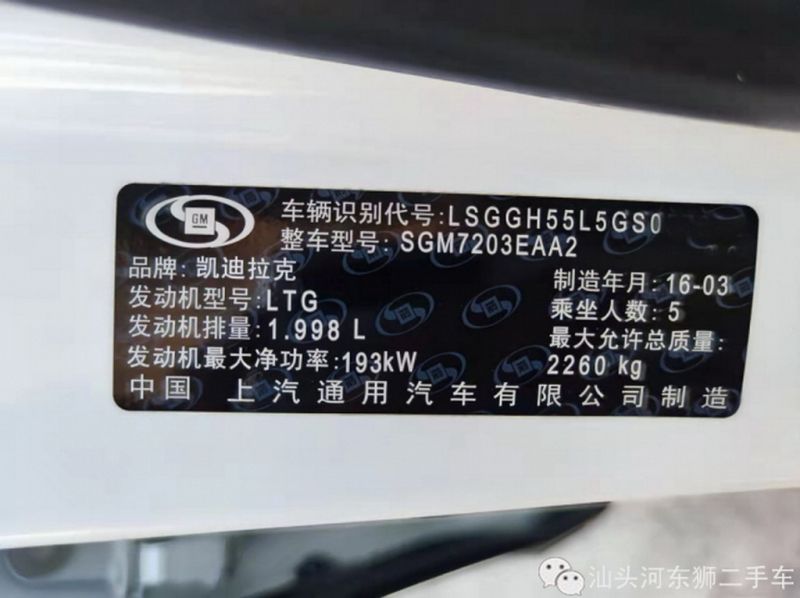 GM
车辆识别代号:LSGGH55L5GS0
整车型号: SGM7203EAA2
品牌: 凯迪拉克
制造年月: 16-03
发动机型号: LTG
乘坐人数: 5
发动机排量: 1.998 L
最大允许总质量:
发动机最大净功率: 193kW
2260 kg
中国 上汽通用汽车有限公司制造
汕头河东狮二手车